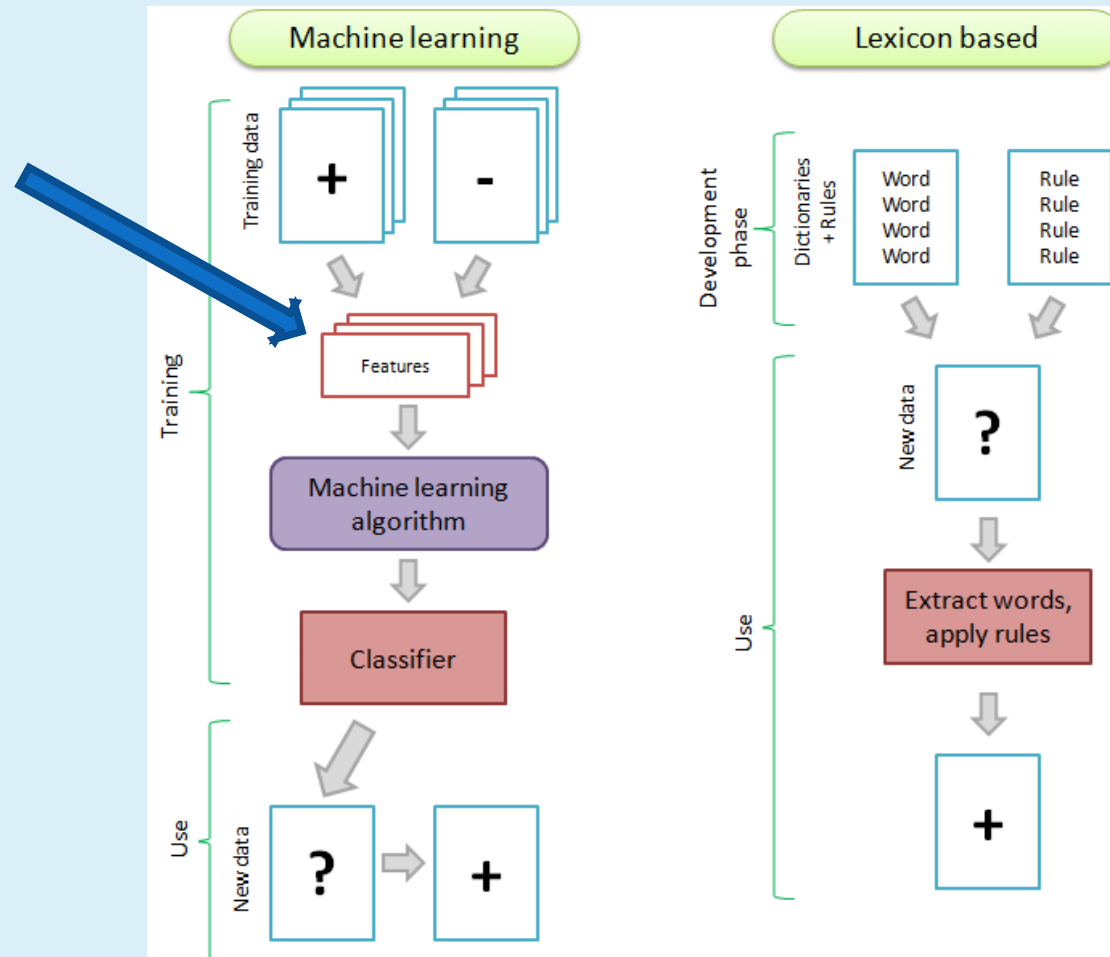 Machine learning
Training data
+
-
Features
Training
Machine learning
algorithm
Classifier
Use
New data
?
+
Lexicon based
Development
phase
Dictionaries
+ Rules
Word
Word
Word
Word
Rule
Rule
Rule
Rule
New data
?
Use
Extract words,
apply rules
+